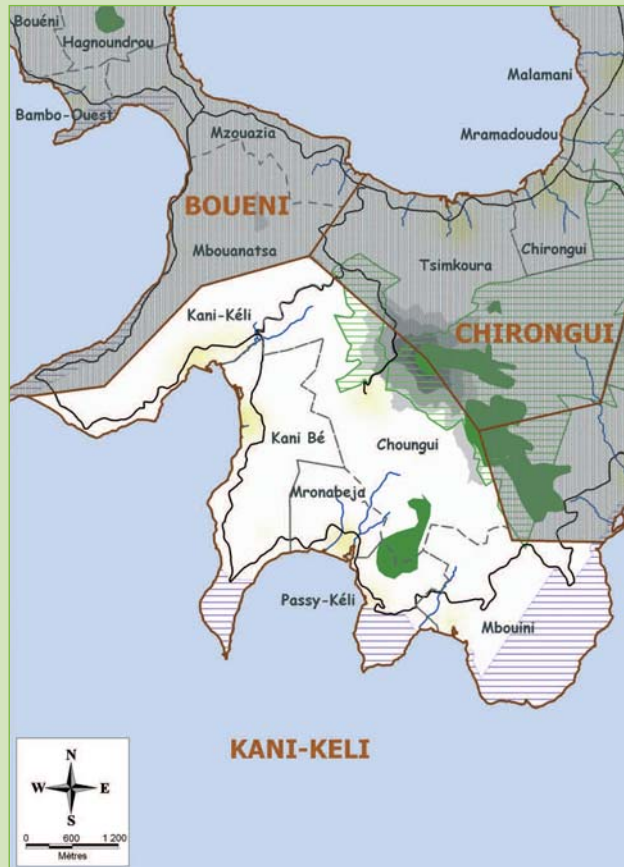 Bouéni
Hagnoundrou
Malamani
Bambo-Ouest
Mzouazia
Mramadoudou
BOUENI
Mbouanatsa
Tsimkoura
Chirongui
Kani-Kéli
CHIRONGUI
Kani Bé
Choungui
Mronabeja
Passy-Kéli
Mbouini
KANI-KELI
N
W E
S
0 600 1 200
Mètres